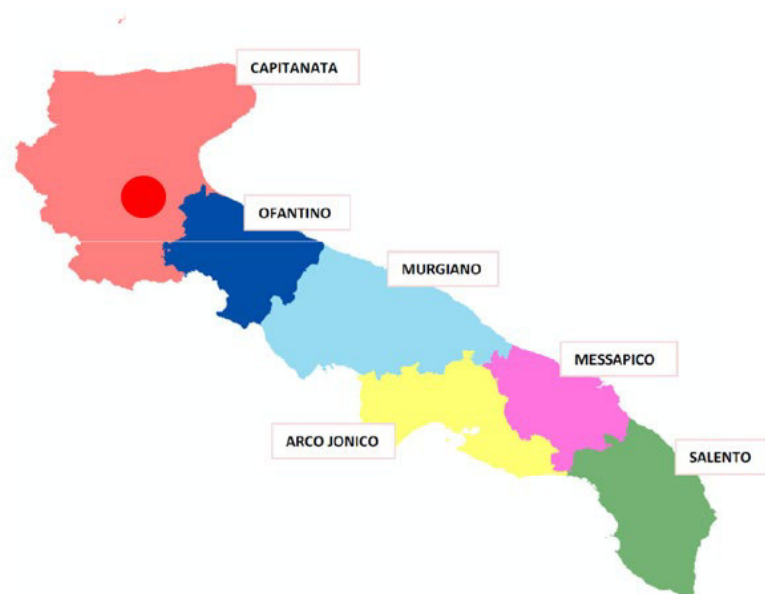 CAPITANATA
OFANTINO
MURGIANO
MESSAPICO
ARCO JONICO
SALENTO